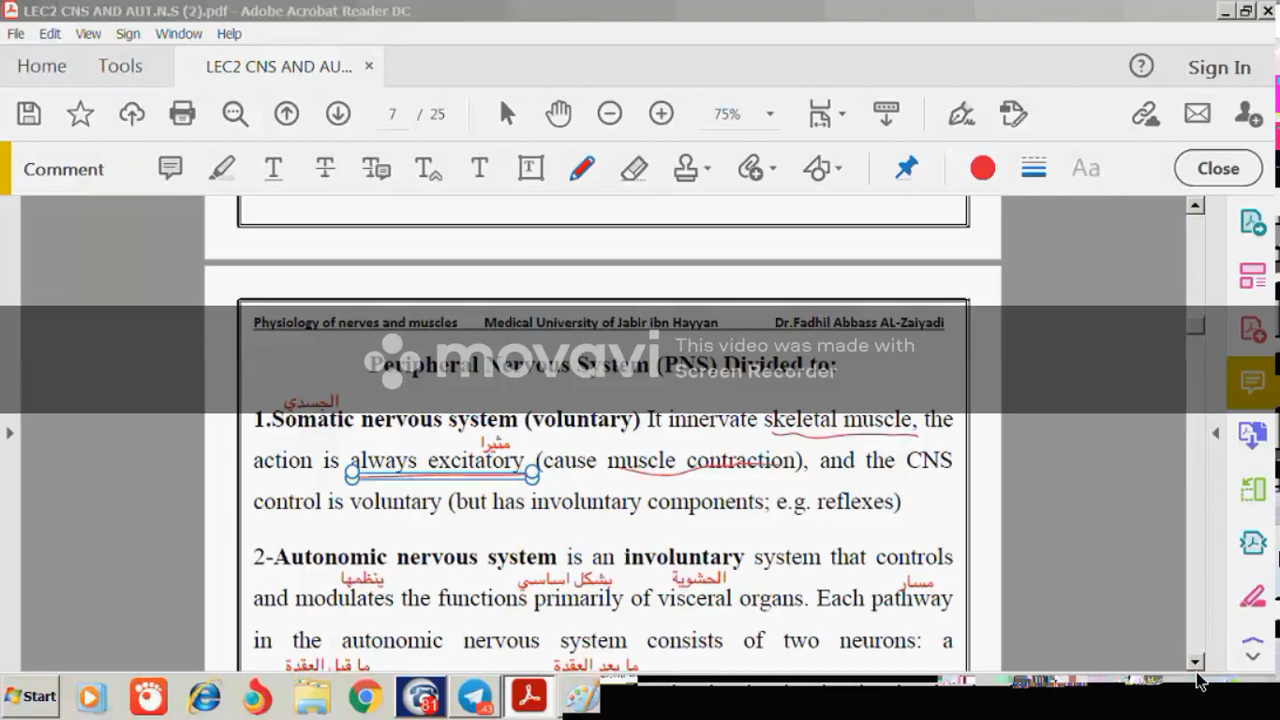 LEC2 CNS AND AUT.N.S (2).pdf - Adobe Acrobat Reader DC
File Edit View Sign Window Help
Home Tools LEC2 CNS AND AU... × Sign In
7 / 25 75%
Comment Close
Physiology of nerves and muscles Medical University of Jabir ibn Hayyan Dr.Fadhil Abbass AL-Zaiyadi
movavi This video was made with
Screen Recorder
Peripheral Nervous System (PNS) Divided to:
الجسدي
1.Somatic nervous system (voluntary) It innervate skeletal muscle, the
مثيرا
action is always excitatory (cause muscle contraction), and the CNS
control is voluntary (but has involuntary components; e.g. reflexes)
2-Autonomic nervous system is an involuntary system that controls
ينظمها بشكل اساسي الحشوية مسار
and modulates the functions primarily of visceral organs. Each pathway
in the autonomic nervous system consists of two neurons: a
ما قبل العقدة ما بعد العقدة
Start 81 43